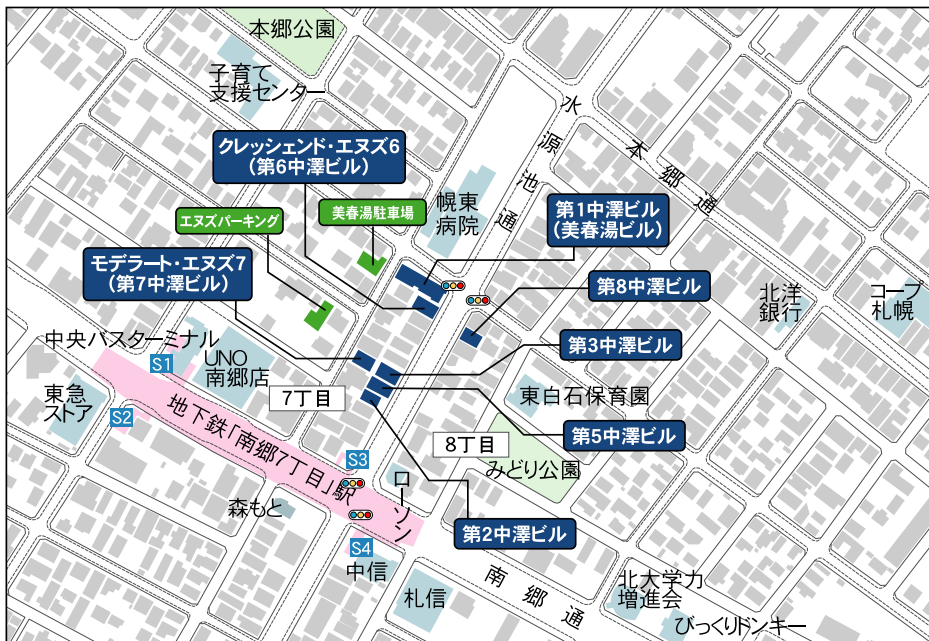 本郷公園
子育て
支援センター
水源池通
本郷通
クレッシェンド・エヌズ6
(第6中澤ビル)
エヌズパーキング
美春湯駐車場
幌東
病院
第1中澤ビル
(美春湯ビル)
モデラート・エヌズ7
(第7中澤ビル)
第8中澤ビル
北洋
銀行
コープ
札幌
中央バスターミナル
S1
UNO
南郷店
第3中澤ビル
東急
ストア
S2
7丁目
東白石保育園
地下鉄「南郷7丁目」駅
8丁目
第5中澤ビル
S3
みどり公園
ローソン
森もと
第2中澤ビル
S4
中信
南郷通
札信
北大学力
増進会
びっくりドンキー